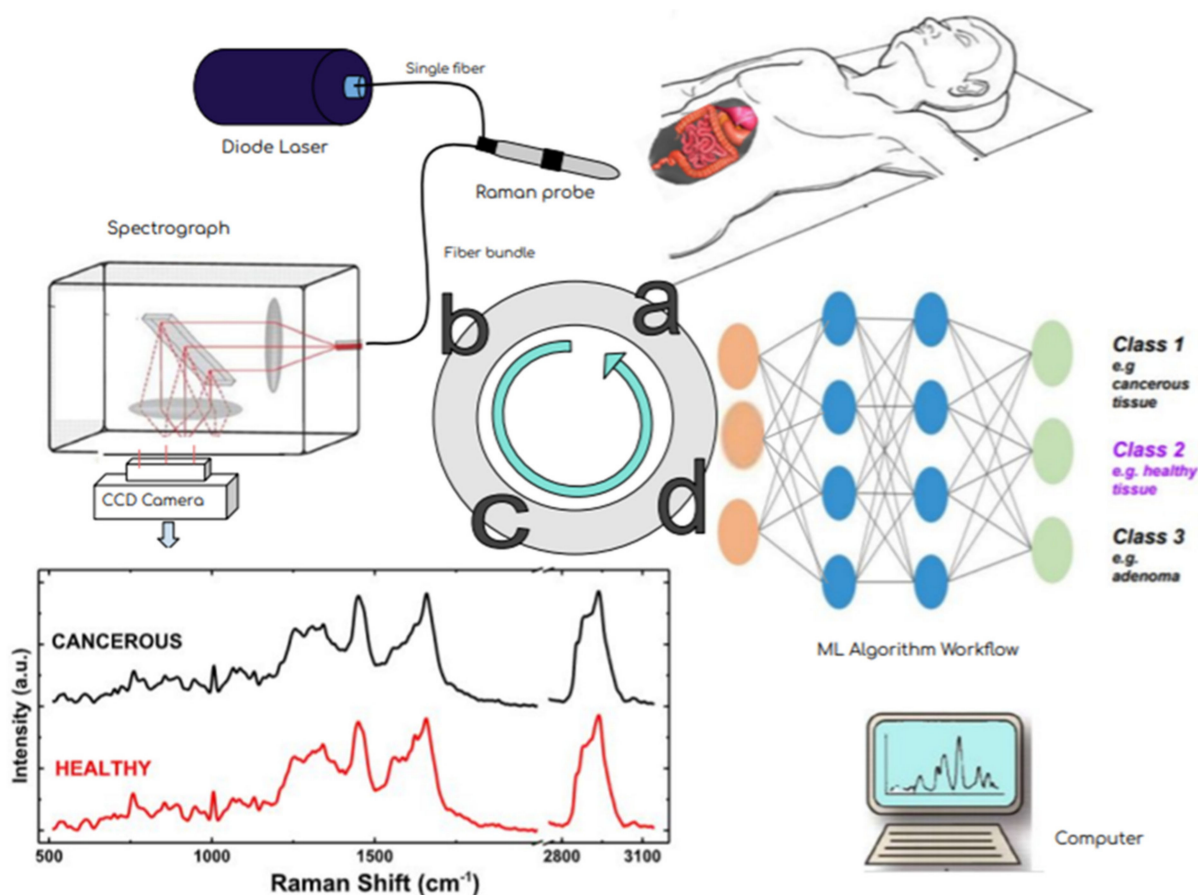 Single fiber
Diode Laser
Raman probe
Spectrograph
Fiber bundle
a
b
c
d
CCD Camera
Class 1
e.g
cancerous
tissue
Class 2
e.g. healthy
tissue
Class 3
e.g.
adenoma
ML Algorithm Workflow
CANCEROUS
HEALTHY
Intensity (a.u.)
500 1000 1500 2800 3100
Raman Shift (cm⁻¹)
Computer